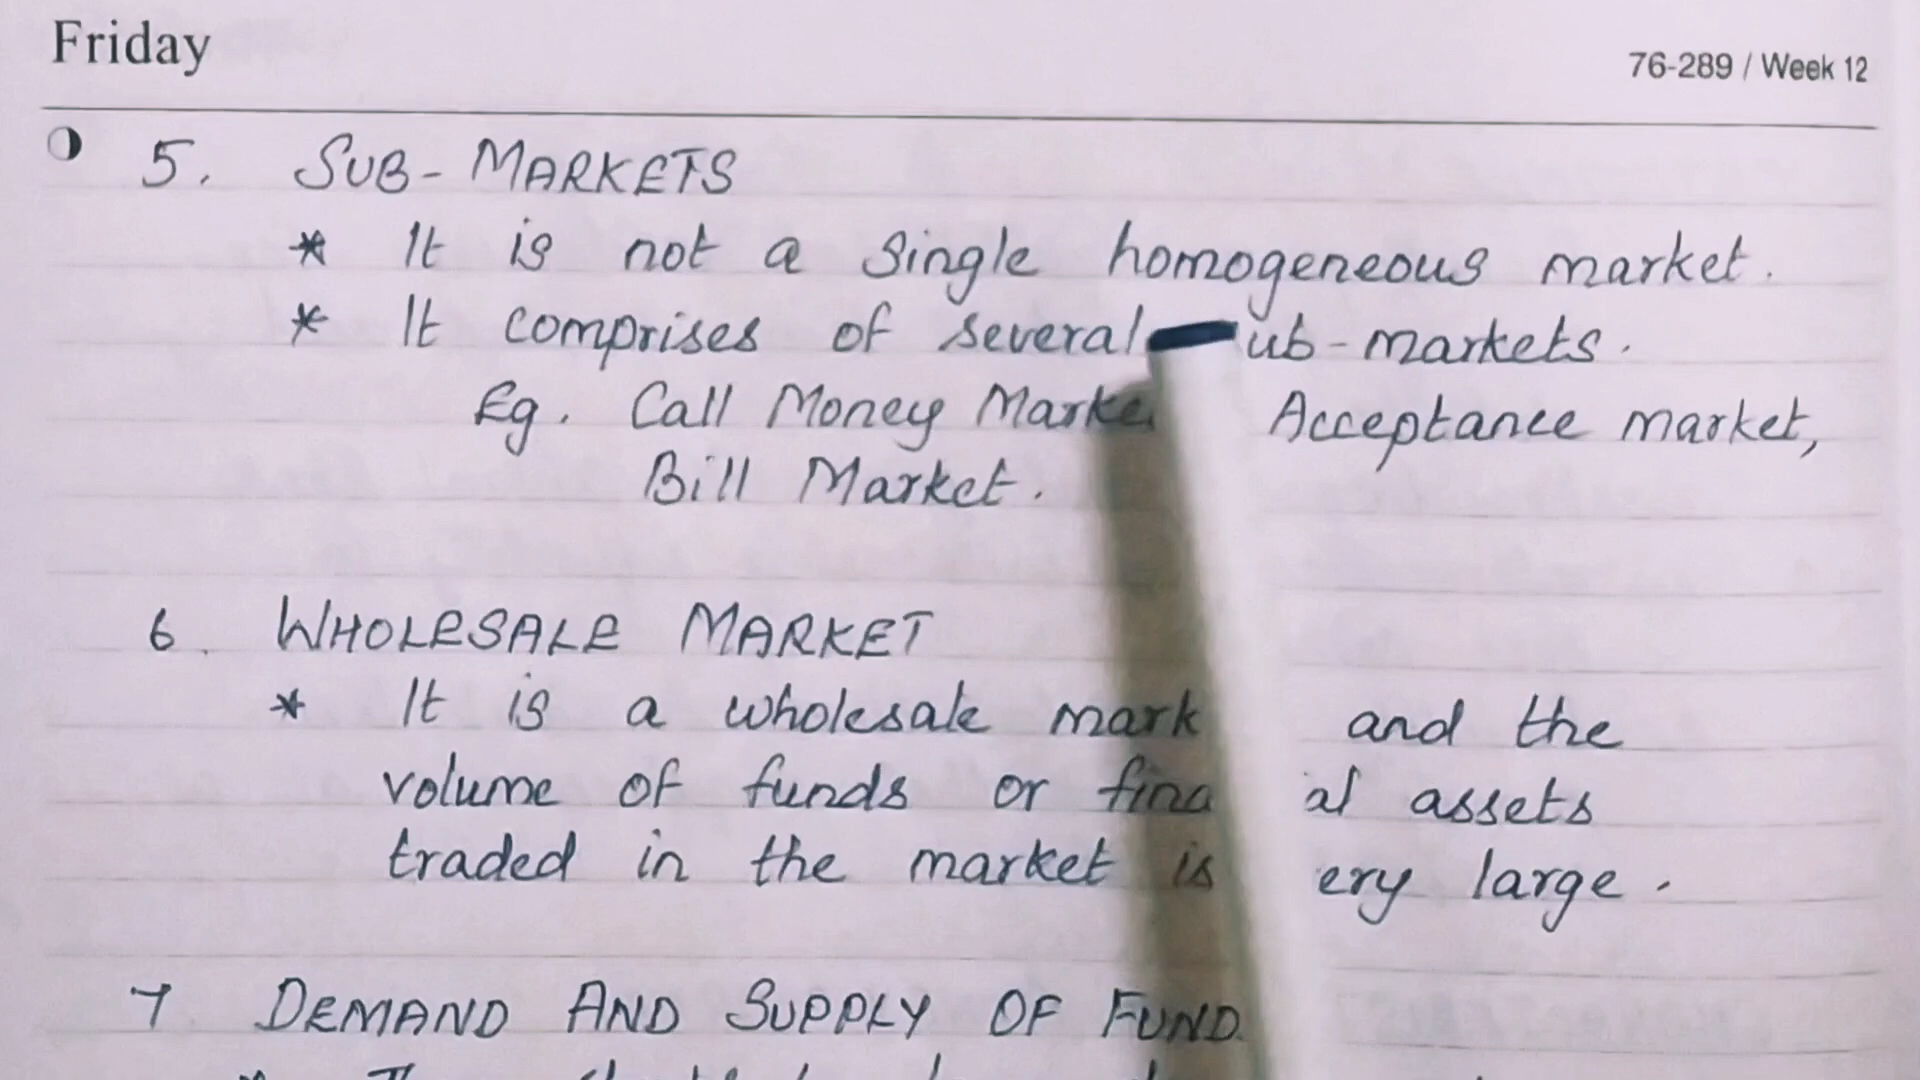 Friday
76-289 / Week 12
5. SUB-MARKETS
* It is not a single homogeneous market.
* It comprises of several ub-markets.
Eg. Call Money Marke Acceptance market,
Bill Market.
6. WHOLESALE MARKET
* It is a wholesale mark and the
volume of funds or fina al assets
traded in the market is ery large.
7 DEMAND AND SUPPLY OF FUND